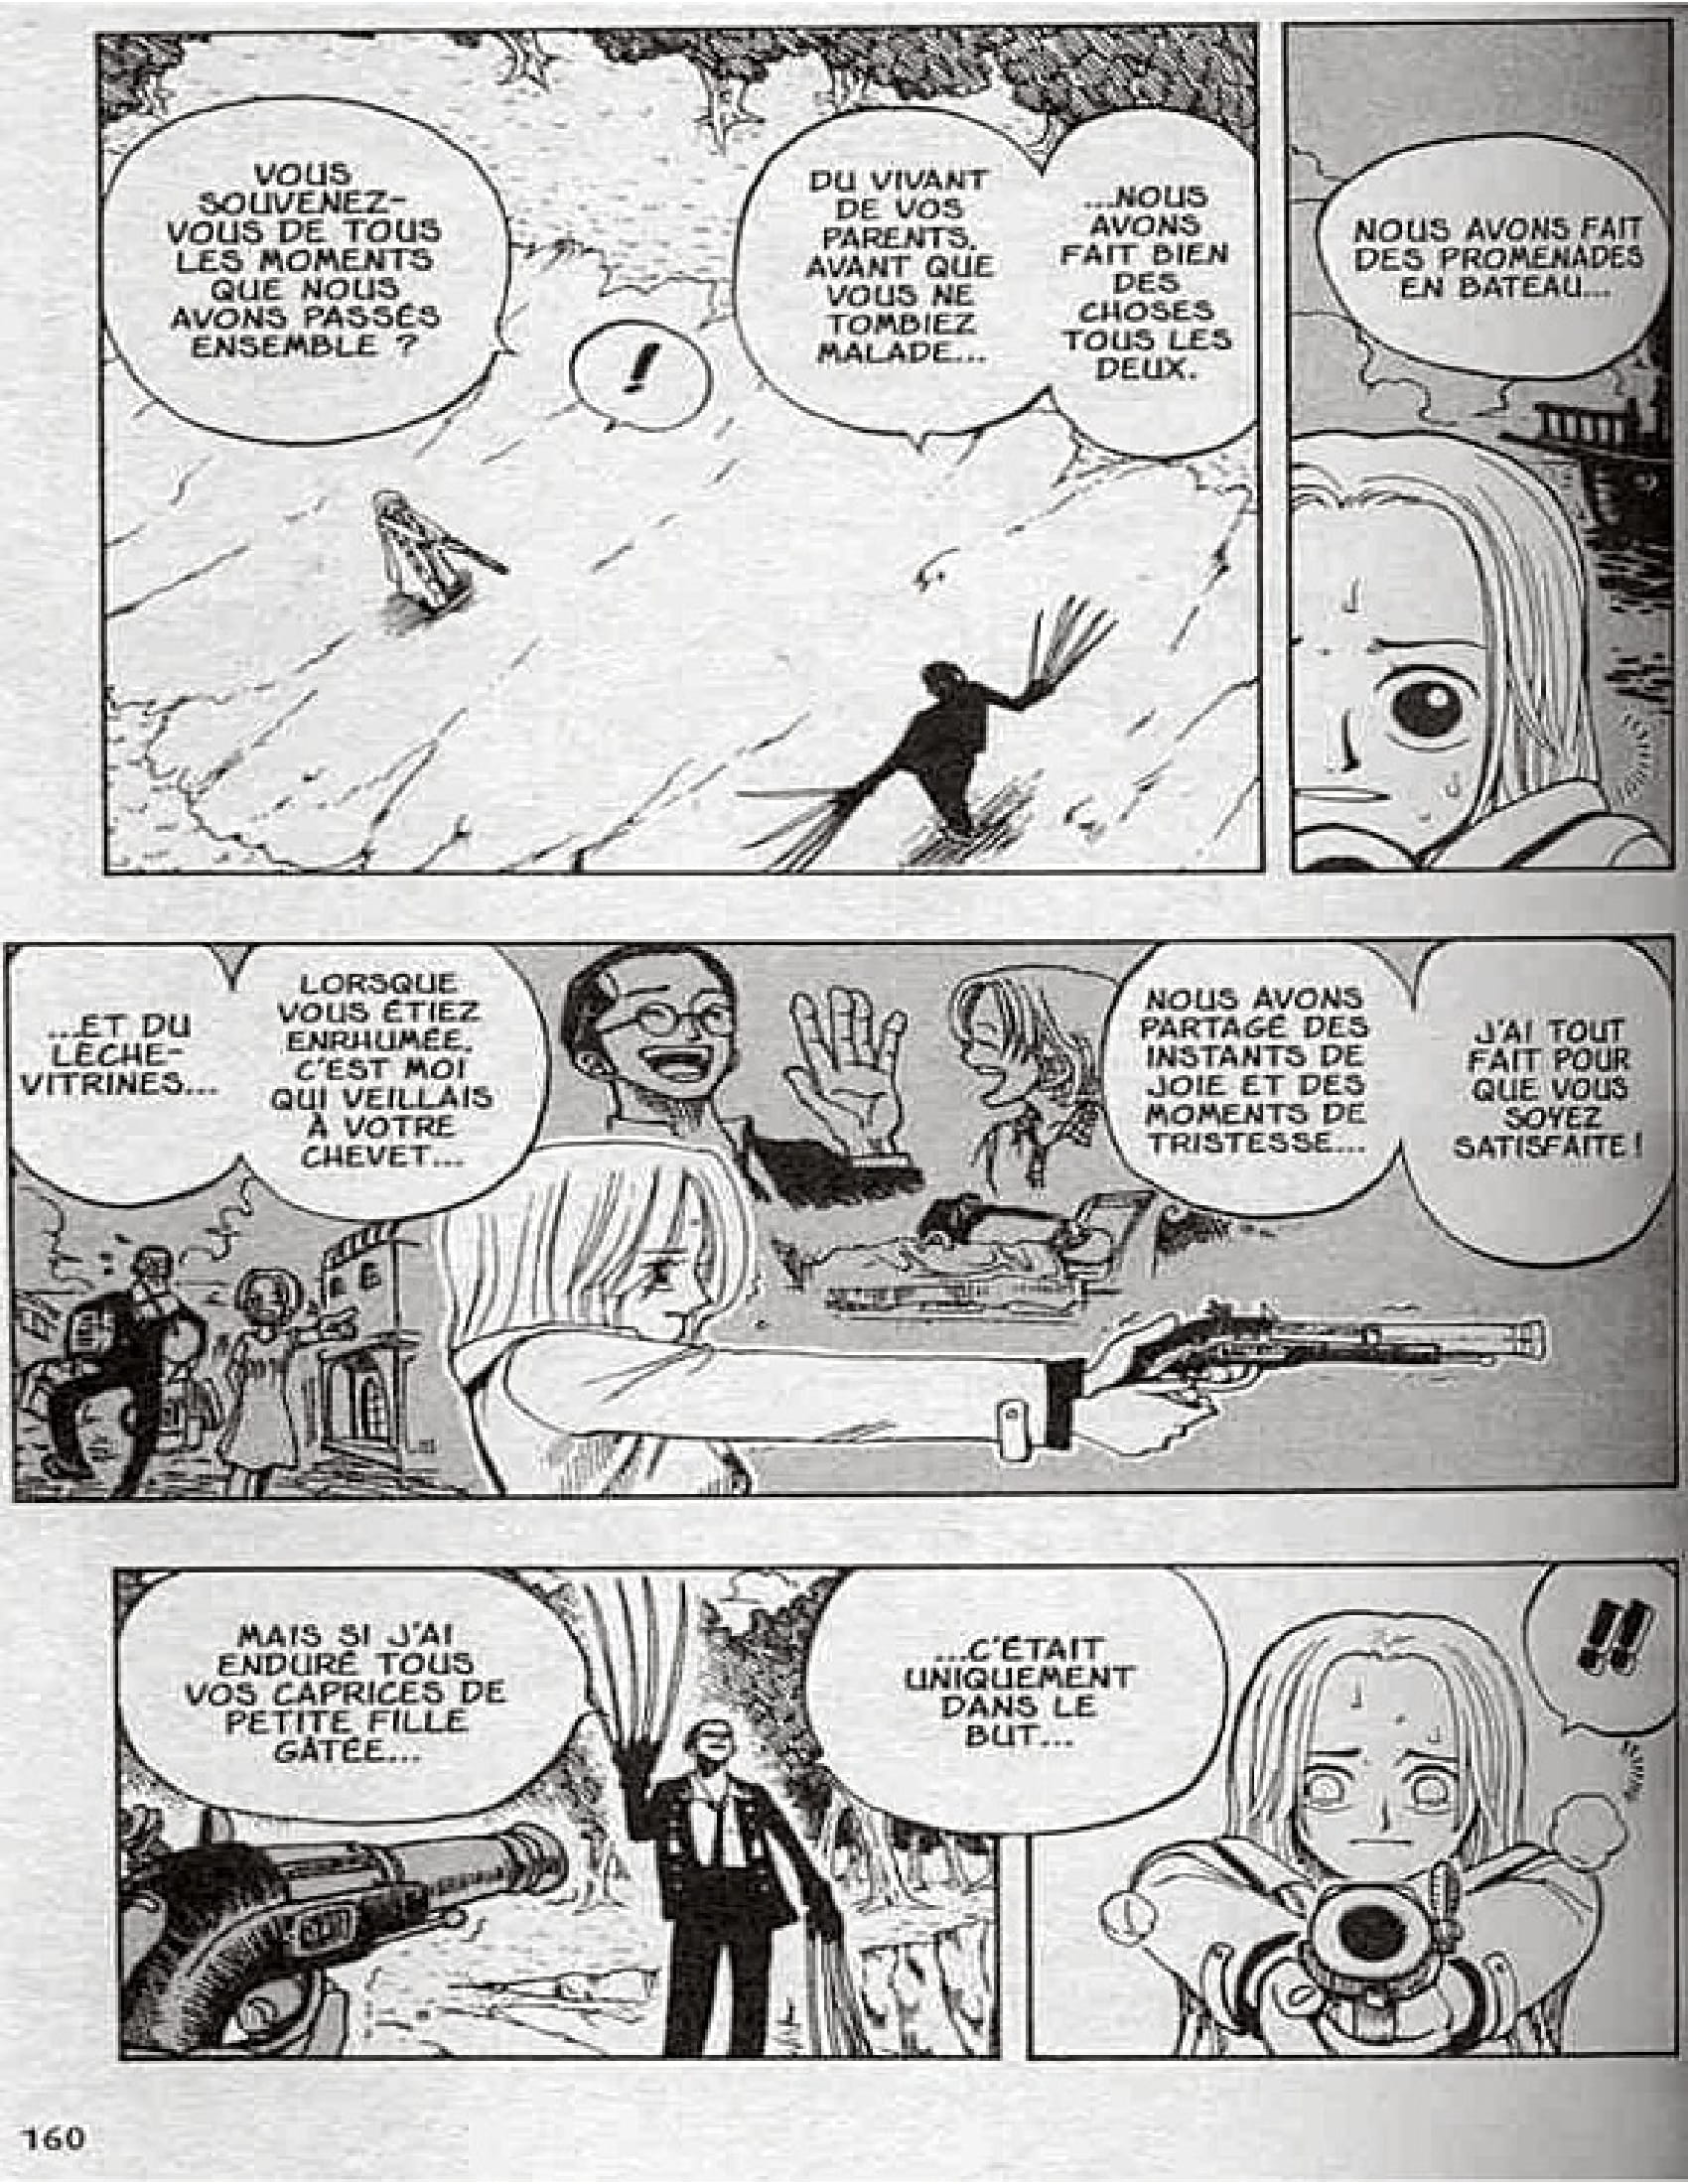 VOUS
SOUVENEZ-
VOUS DE TOUS
LES MOMENTS
QUE NOUS
AVONS PASSÉS
ENSEMBLE ?
!
DU VIVANT
DE VOS
PARENTS,
AVANT QUE
VOUS NE
TOMBIEZ
MALADE...
...NOUS
AVONS
FAIT BIEN
DES
CHOSES
TOUS LES
DEUX.
NOUS AVONS FAIT
DES PROMENADES
EN BATEAU...
...ET DU
LÈCHE-
VITRINES...
LORSQUE
VOUS ÉTIEZ
ENRHUMÉE,
C'EST MOI
QUI VEILLAIS
À VOTRE
CHEVET...
NOUS AVONS
PARTAGÉ DES
INSTANTS DE
JOIE ET DES
MOMENTS DE
TRISTESSE...
J'AI TOUT
FAIT POUR
QUE VOUS
SOYEZ
SATISFAITE !
MAIS SI J'AI
ENDURÉ TOUS
VOS CAPRICES DE
PETITE FILLE
GÂTÉE...
...C'ÉTAIT
UNIQUEMENT
DANS LE
BUT...
!!
160